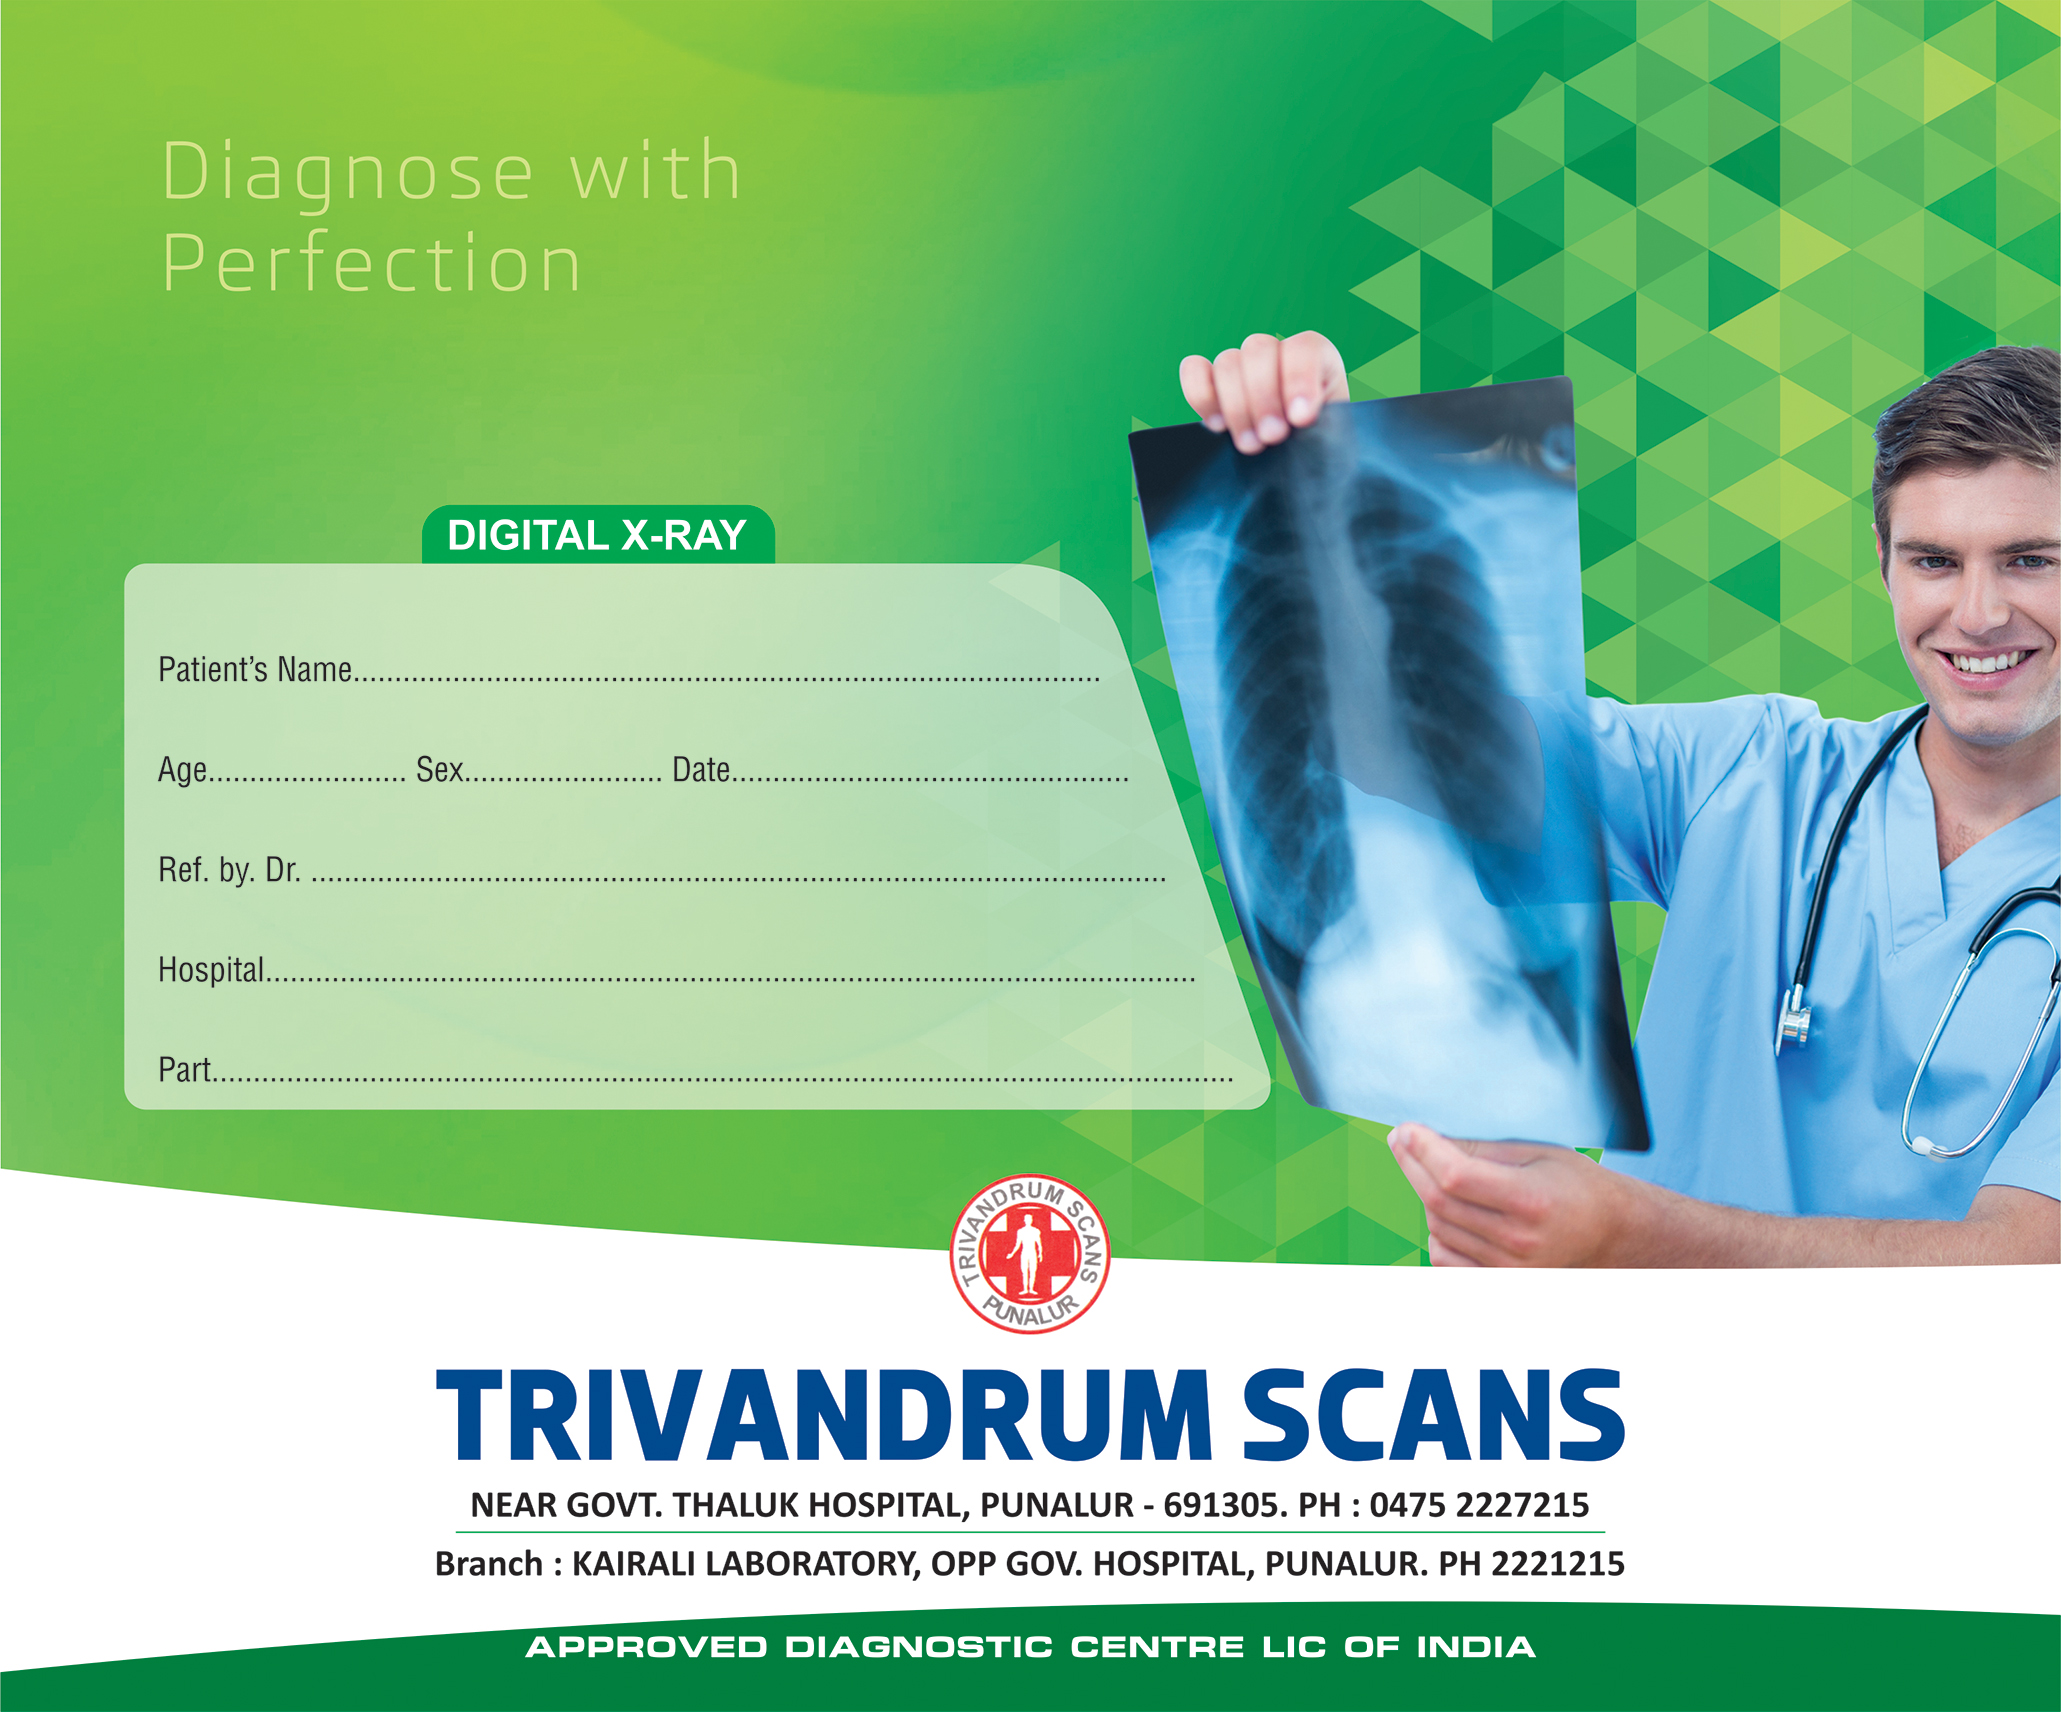 Diagnose with
Perfection
DIGITAL X-RAY
Patient’s Name..........................................................................................
Age........................ Sex........................ Date................................................
Ref. by. Dr. .......................................................................................................
Hospital................................................................................................................
Part...........................................................................................................................
TRIVANDRUM SCANS
PUNALUR
TRIVANDRUM SCANS
NEAR GOVT. THALUK HOSPITAL, PUNALUR - 691305. PH : 0475 2227215
Branch : KAIRALI LABORATORY, OPP GOV. HOSPITAL, PUNALUR. PH 2221215
APPROVED DIAGNOSTIC CENTRE LIC OF INDIA